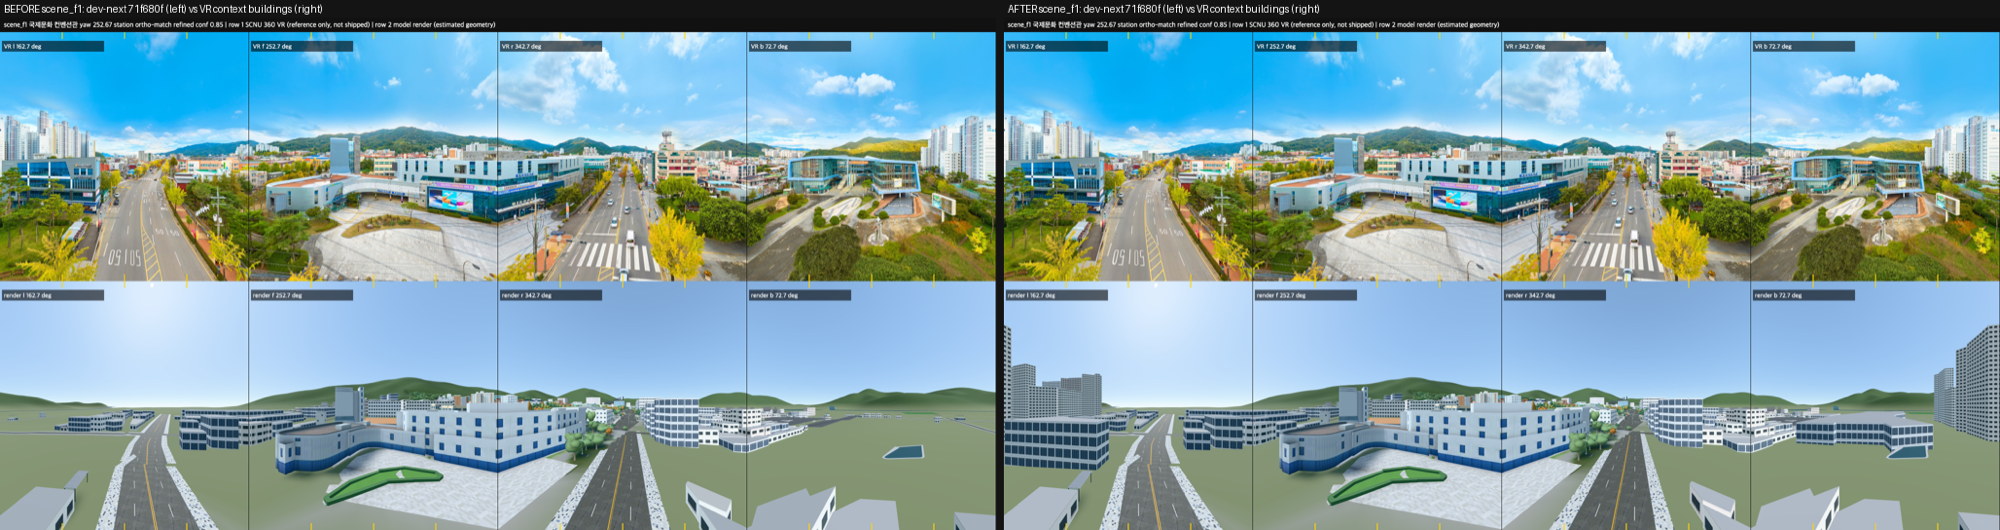 BEFORE scene_f1: dev-next 71f680f (left) vs VR context buildings (right)
scene_f1 국제문화 컨벤션관 yaw 252.67 station ortho-match refined conf 0.85 | row 1 SCNU 360 VR (reference only, not shipped) | row 2 model render (estimated geometry)
VR l 162.7 deg
VR f 252.7 deg
VR r 342.7 deg
VR b 72.7 deg
render l 162.7 deg
render f 252.7 deg
render r 342.7 deg
render b 72.7 deg
AFTER scene_f1: dev-next 71f680f (left) vs VR context buildings (right)
scene_f1 국제문화 컨벤션관 yaw 252.67 station ortho-match refined conf 0.85 | row 1 SCNU 360 VR (reference only, not shipped) | row 2 model render (estimated geometry)
VR l 162.7 deg
VR f 252.7 deg
VR r 342.7 deg
VR b 72.7 deg
render l 162.7 deg
render f 252.7 deg
render r 342.7 deg
render b 72.7 deg